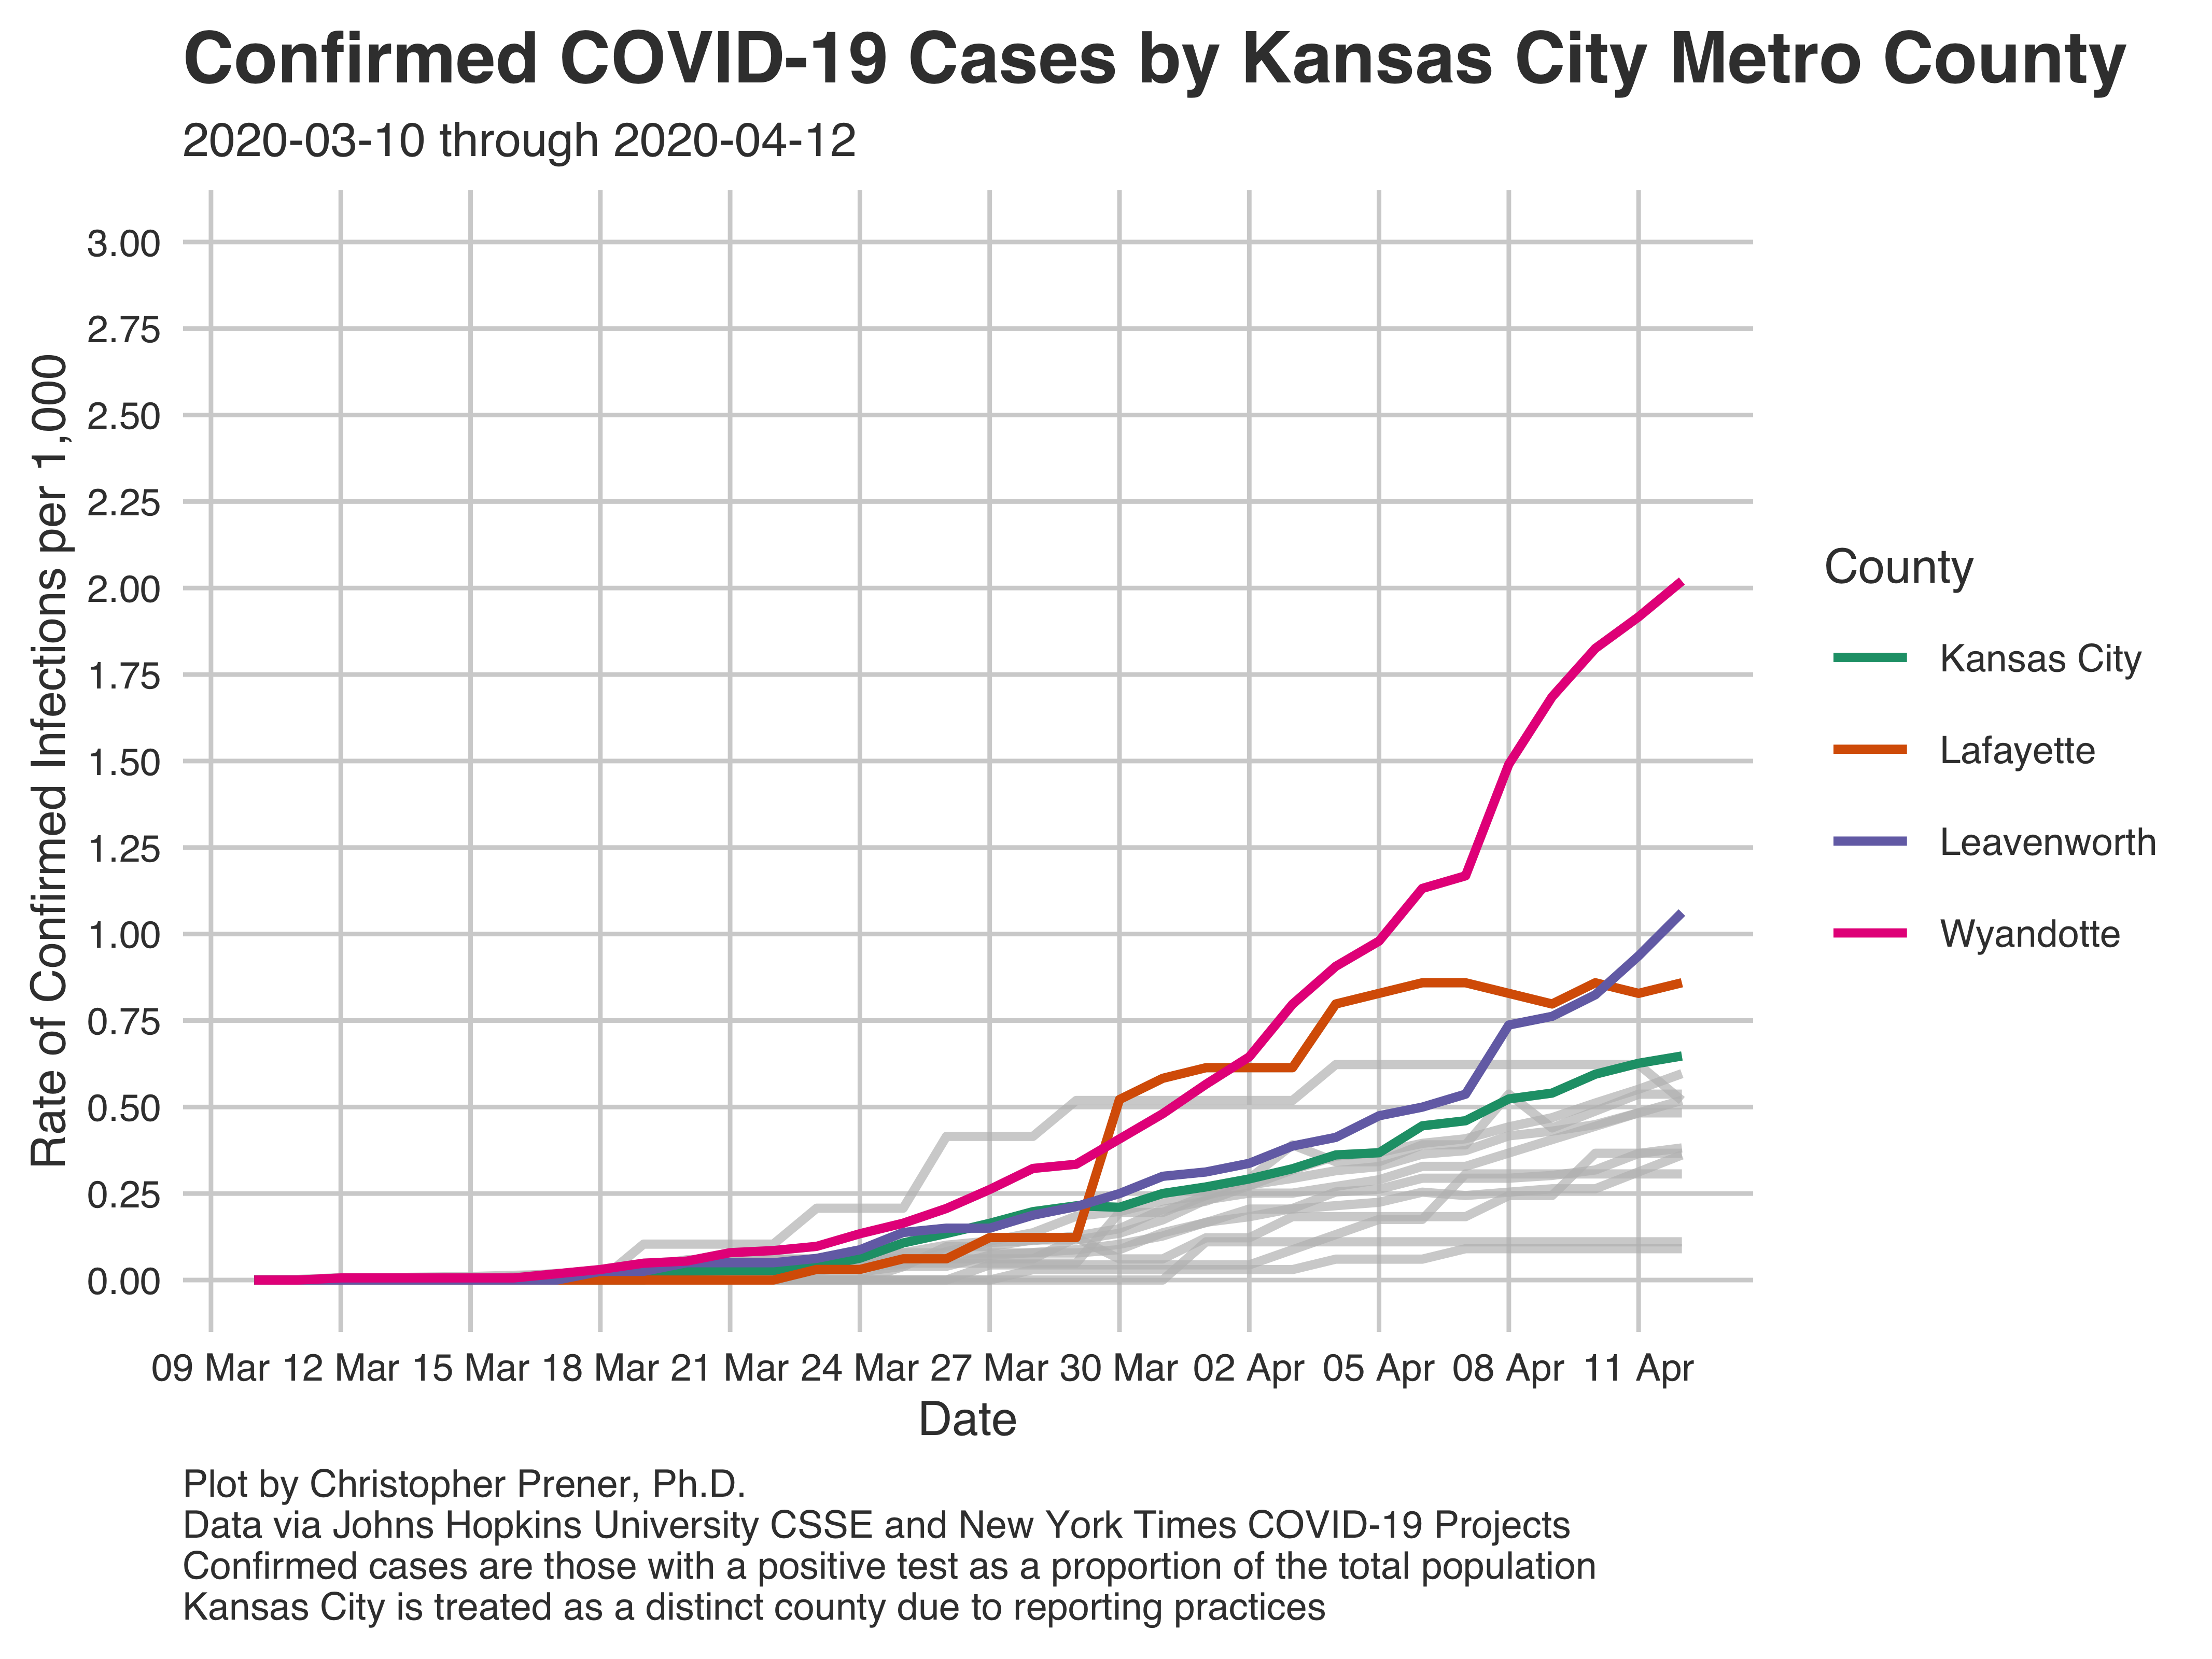 Confirmed COVID-19 Cases by Kansas City Metro County
2020-03-10 through 2020-04-12
Rate of Confirmed Infections per 1,000
3.00
2.75
2.50
2.25
2.00
1.75
1.50
1.25
1.00
0.75
0.50
0.25
0.00
09 Mar 12 Mar 15 Mar 18 Mar 21 Mar 24 Mar 27 Mar 30 Mar 02 Apr 05 Apr 08 Apr 11 Apr
Date
County
Kansas City
Lafayette
Leavenworth
Wyandotte
Plot by Christopher Prener, Ph.D.
Data via Johns Hopkins University CSSE and New York Times COVID-19 Projects
Confirmed cases are those with a positive test as a proportion of the total population
Kansas City is treated as a distinct county due to reporting practices